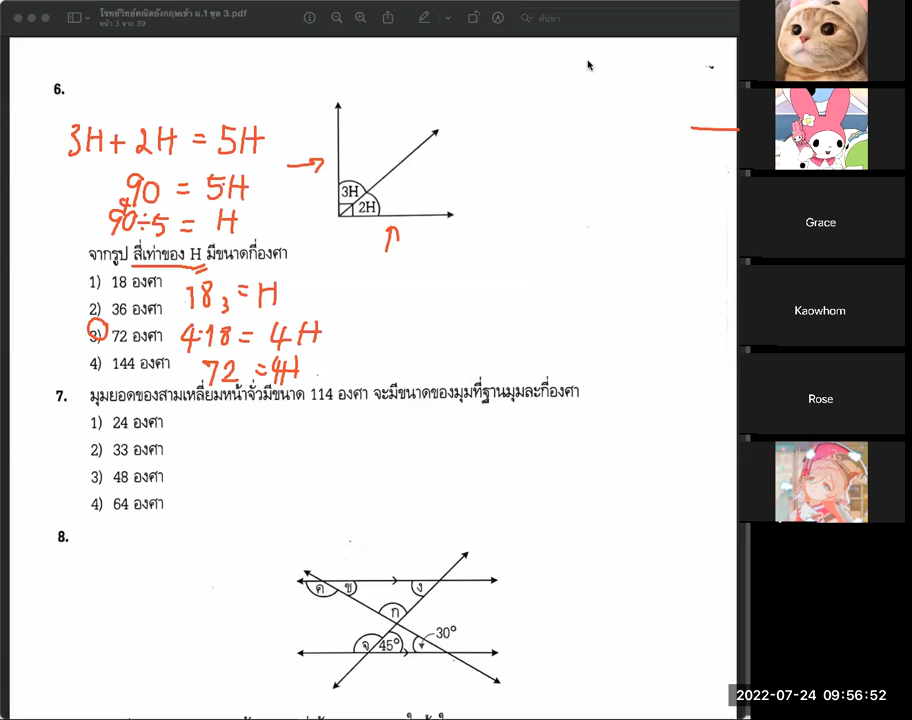 โจทย์วิทย์คณิตอังกฤษเข้า ม.1 ชุด 3.pdf
หน้า 3 จาก 39
ค้นหา
6.
3H + 2H = 5H
90 = 5·H
90÷5 = H
3H
2H
จากรูป สี่เท่าของ H มีขนาดกี่องศา
1) 18 องศา
2) 36 องศา
3) 72 องศา
4) 144 องศา
18 = H
4·18 = 4H
72 = 4H
7. มุมยอดของสามเหลี่ยมหน้าจั่วมีขนาด 114 องศา จะมีขนาดของมุมที่ฐานมุมละกี่องศา
1) 24 องศา
2) 33 องศา
3) 48 องศา
4) 64 องศา
8.
ค ข ง
ก
จ 45° 30°
Grace
Kaowhom
Rose
2022-07-24 09:56:52